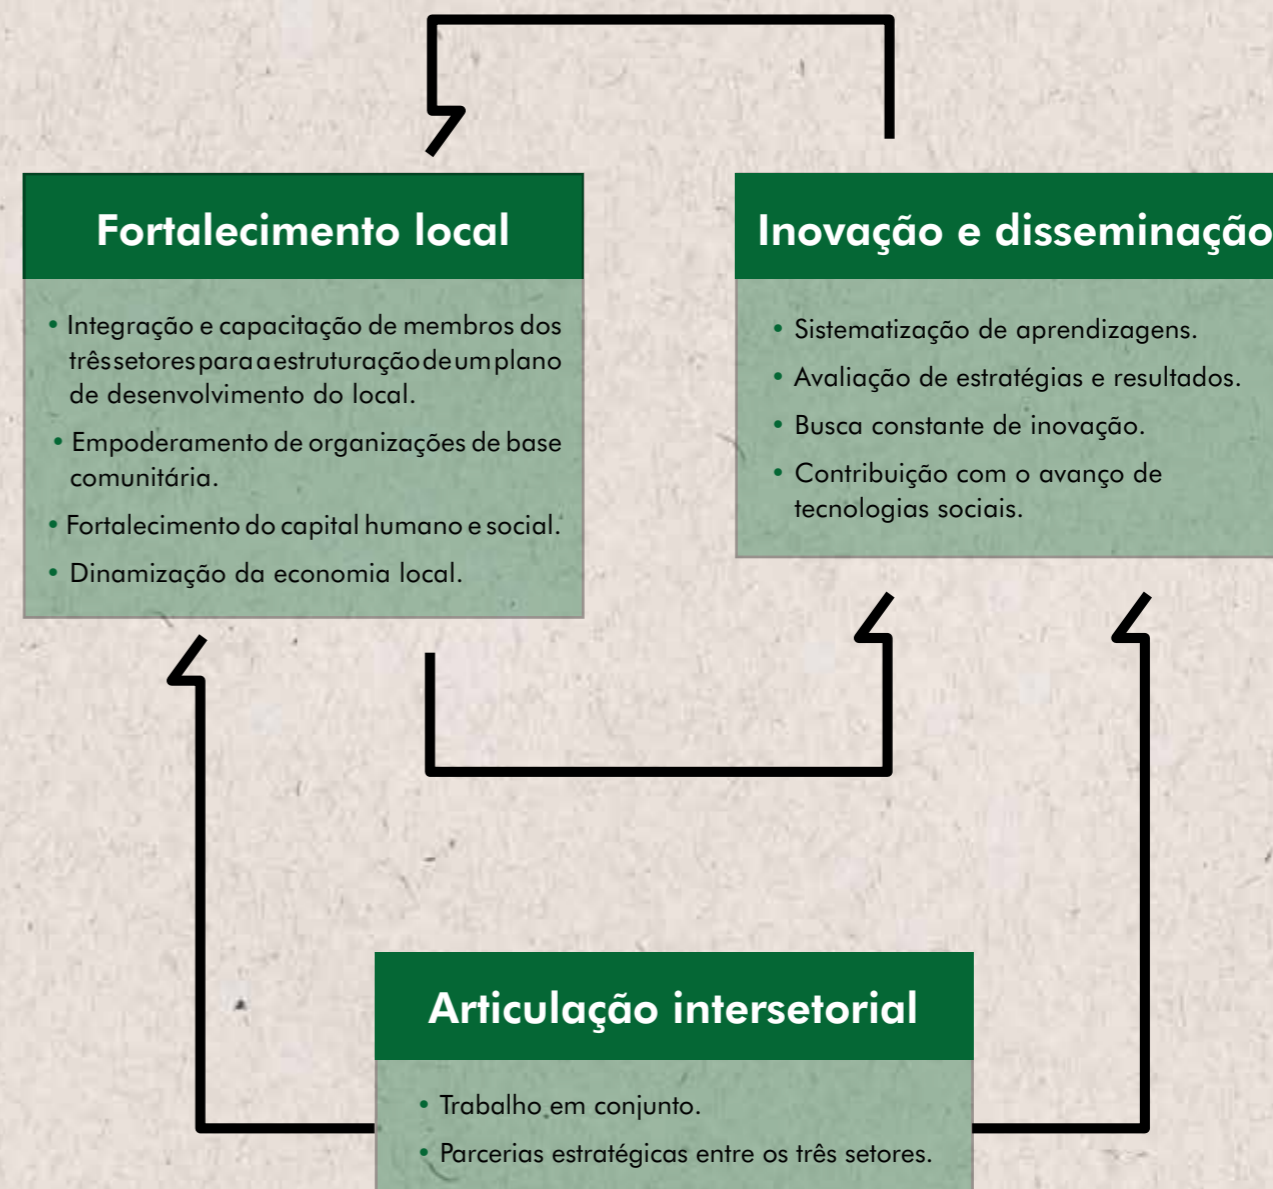 Fortalecimento local
• Integração e capacitação de membros dos
três setores para a estruturação de um plano
de desenvolvimento do local.
• Empoderamento de organizações de base
comunitária.
• Fortalecimento do capital humano e social.
• Dinamização da economia local.
Inovação e disseminação
• Sistematização de aprendizagens.
• Avaliação de estratégias e resultados.
• Busca constante de inovação.
• Contribuição com o avanço de
tecnologias sociais.
Articulação intersetorial
• Trabalho em conjunto.
• Parcerias estratégicas entre os três setores.